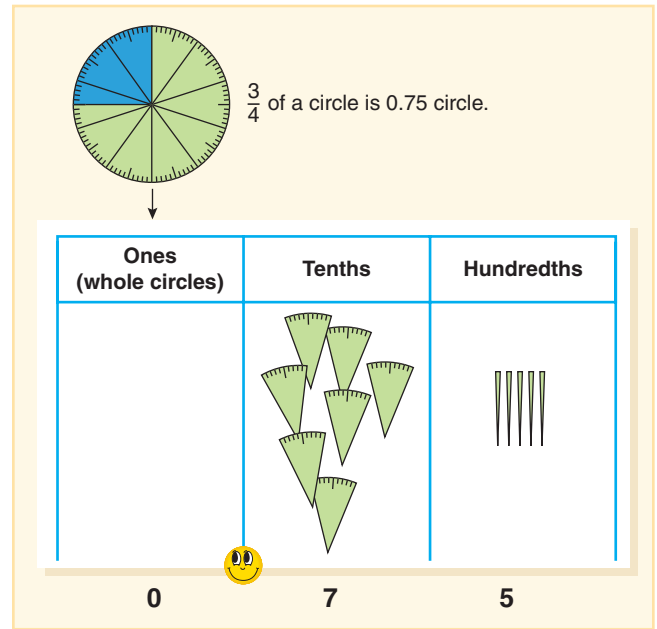 3/4 of a circle is 0.75 circle.
Ones
(whole circles)
Tenths
Hundredths
0 7 5